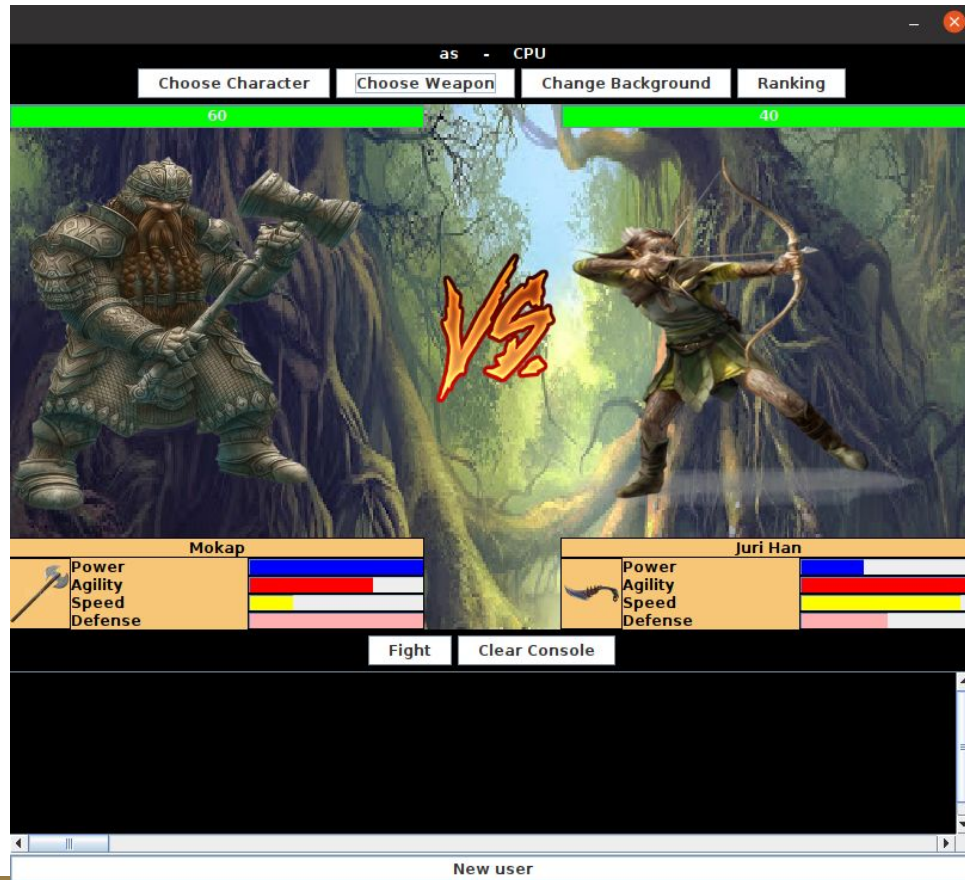 as - CPU
Choose Character Choose Weapon Change Background Ranking
60 40
VS.
Mokap Juri Han
Power Power
Agility Agility
Speed Speed
Defense Defense
Fight Clear Console
New user